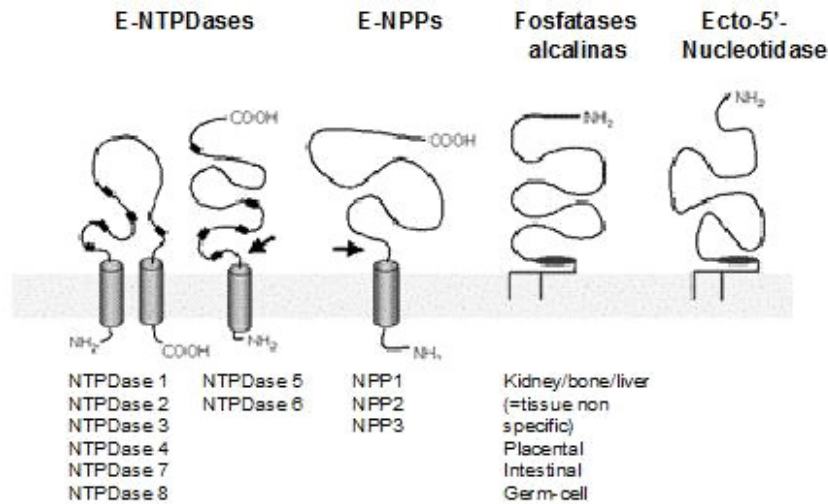 E-NTPDases
E-NPPs
Fosfatases
alcalinas
Ecto-5'-
Nucleotidase
COOH
NH2
COOH
NH2
NH2
COOH
NH2
NH2
NTPDase 1
NTPDase 2
NTPDase 3
NTPDase 4
NTPDase 7
NTPDase 8
NTPDase 5
NTPDase 6
NPP1
NPP2
NPP3
Kidney/bone/liver
(=tissue non
specific)
Placental
Intestinal
Germ-cell